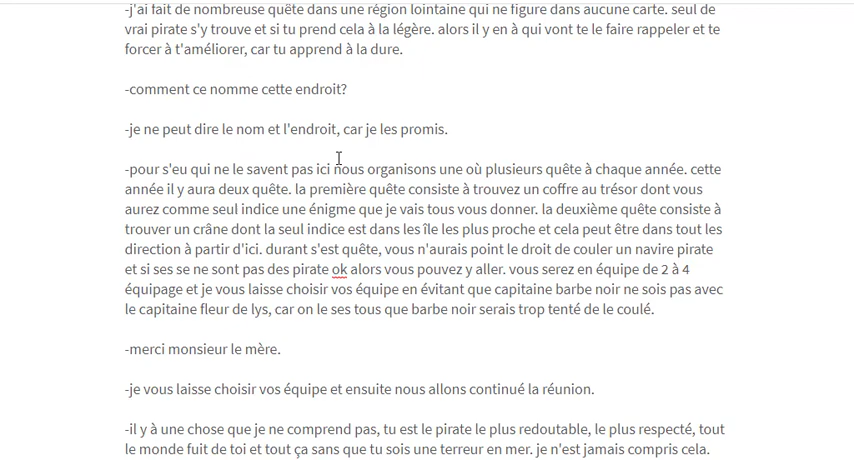 -j'ai fait de nombreuse quête dans une région lointaine qui ne figure dans aucune carte. seul de
vrai pirate s'y trouve et si tu prend cela à la légère. alors il y en à qui vont te le faire rappeler et te
forcer à t'améliorer, car tu apprend à la dure.
-comment ce nomme cette endroit?
-je ne peut dire le nom et l'endroit, car je les promis.
-pour s'eu qui ne le savent pas ici nous organisons une où plusieurs quête à chaque année. cette
année il y aura deux quête. la première quête consiste à trouvez un coffre au trésor dont vous
aurez comme seul indice une énigme que je vais tous vous donner. la deuxième quête consiste à
trouver un crâne dont la seul indice est dans les île les plus proche et cela peut être dans tout les
direction à partir d'ici. durant s'est quête, vous n'aurais point le droit de couler un navire pirate
et si ses se ne sont pas des pirate ok alors vous pouvez y aller. vous serez en équipe de 2 à 4
équipage et je vous laisse choisir vos équipe en évitant que capitaine barbe noir ne sois pas avec
le capitaine fleur de lys, car on le ses tous que barbe noir serais trop tenté de le coulé.
-merci monsieur le mère.
-je vous laisse choisir vos équipe et ensuite nous allons continué la réunion.
-il y à une chose que je ne comprend pas, tu est le pirate le plus redoutable, le plus respecté, tout
le monde fuit de toi et tout ça sans que tu sois une terreur en mer. je n'est jamais compris cela.